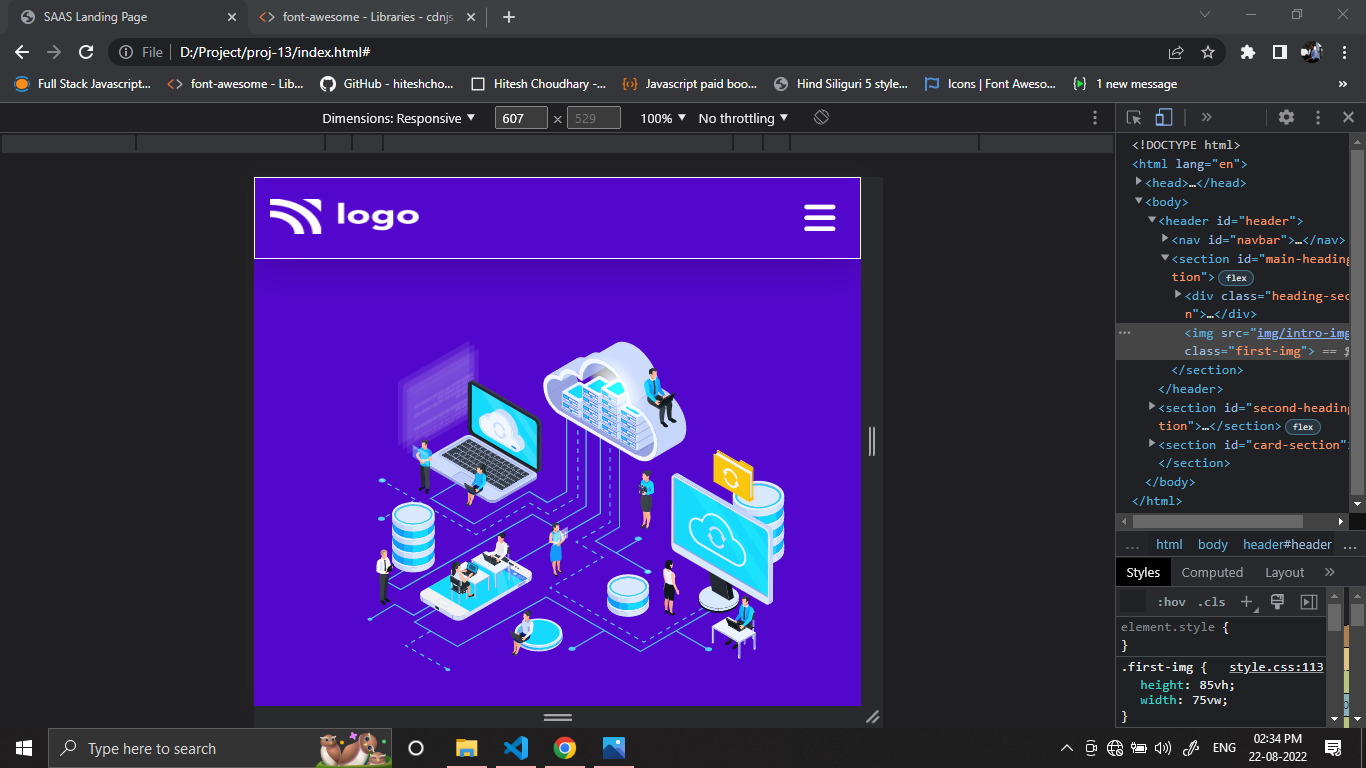 SAAS Landing Page
font-awesome - Libraries - cdnjs
File
D:/Project/proj-13/index.html#
Full Stack Javascript...
font-awesome - Lib...
GitHub - hiteshcho...
Hitesh Choudhary -...
Javascript paid boo...
Hind Siliguri 5 style...
Icons | Font Aweso...
1 new message
Dimensions: Responsive
607
×
529
100%
No throttling
<!DOCTYPE html>
<html lang="en">
<head>…</head>
<body>
<header id="header">
<nav id="navbar">…</nav>
<section id="main-heading
tion"> flex
<div class="heading-sec
n">…</div>
<img src="img/intro-img
class="first-img"> == $
</section>
</header>
<section id="second-heading
tion">…</section> flex
<section id="card-section"
</section>
</body>
</html>
logo
... html body header#header ...
Styles Computed Layout
:hov .cls
element.style {
}
.first-img { style.css:113
height: 85vh;
width: 75vw;
}
Type here to search
ENG
02:34 PM
22-08-2022